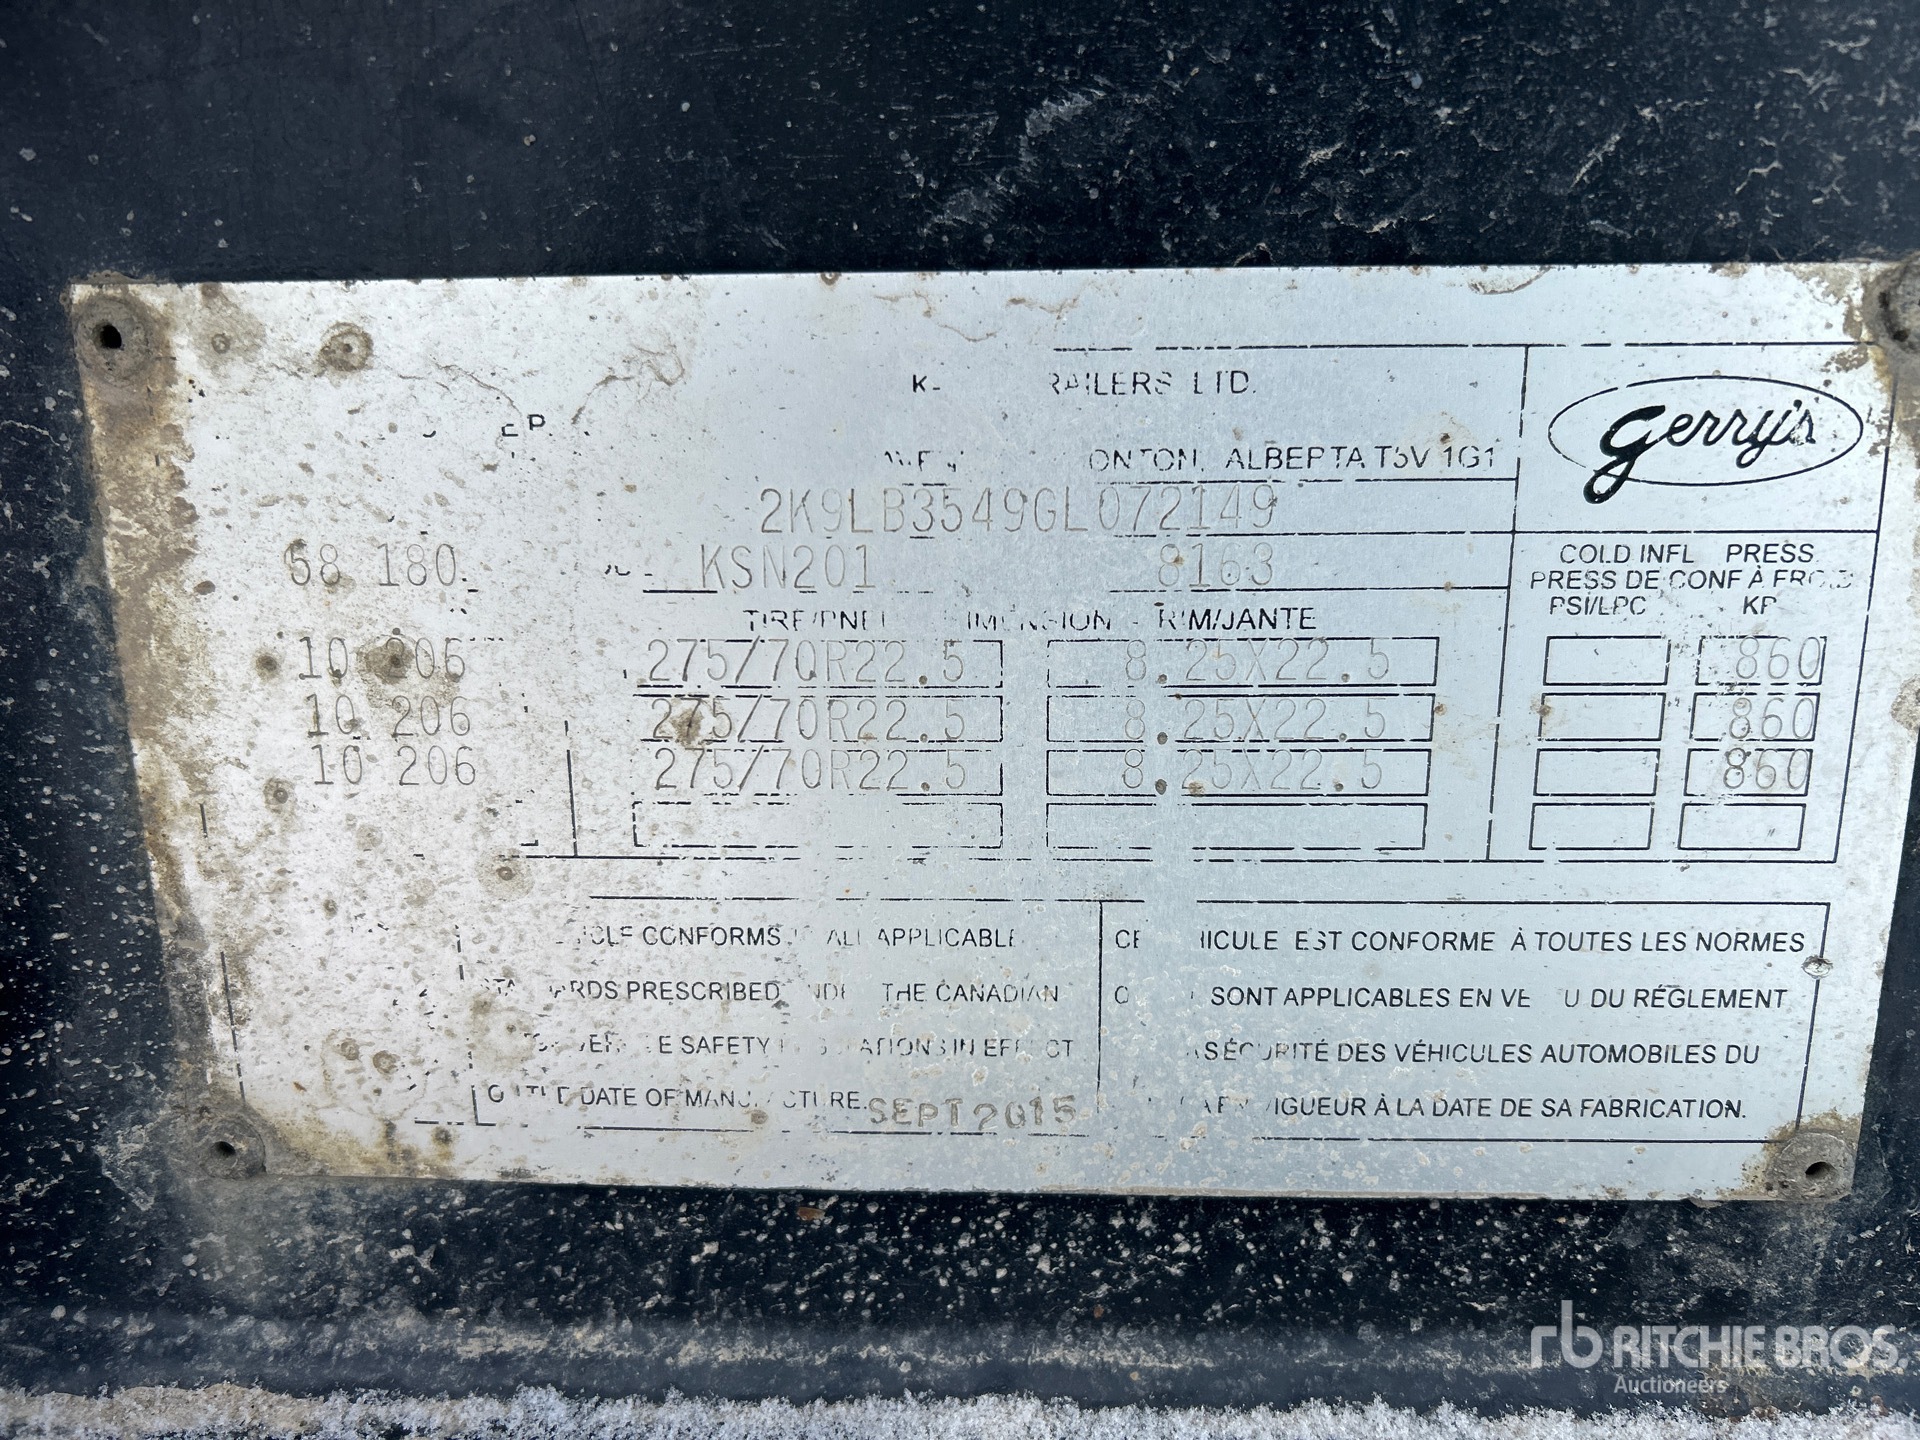 RAILERS LTD.
Gerry's
ALBERTA T5V 1G1
2K9LB3549GL072149
68 180 KSN201 8163
COLD INFL PRESS.
PRESS DE CONF À FROID
TIRE/PNEU DIMENSION - RIM/JANTE PSI/LPC KP
10 206 275/70R22.5 8.25X22.5 860
10 206 275/70R22.5 8.25X22.5 860
10 206 275/70R22.5 8.25X22.5 860
CONFORMS ALL APPLICABLE
PRESCRIBED THE CANADIAN
SAFETY IN EFFECT
DATE OF MANUFACTURE. SEPT 2015
EST CONFORME À TOUTES LES NORMES
SONT APPLICABLES EN DU RÉGLEMENT
SÉCURITÉ DES VÉHICULES AUTOMOBILES DU
VIGUEUR À LA DATE DE SA FABRICATION.
rb RITCHIE BROS.
Auctioneers